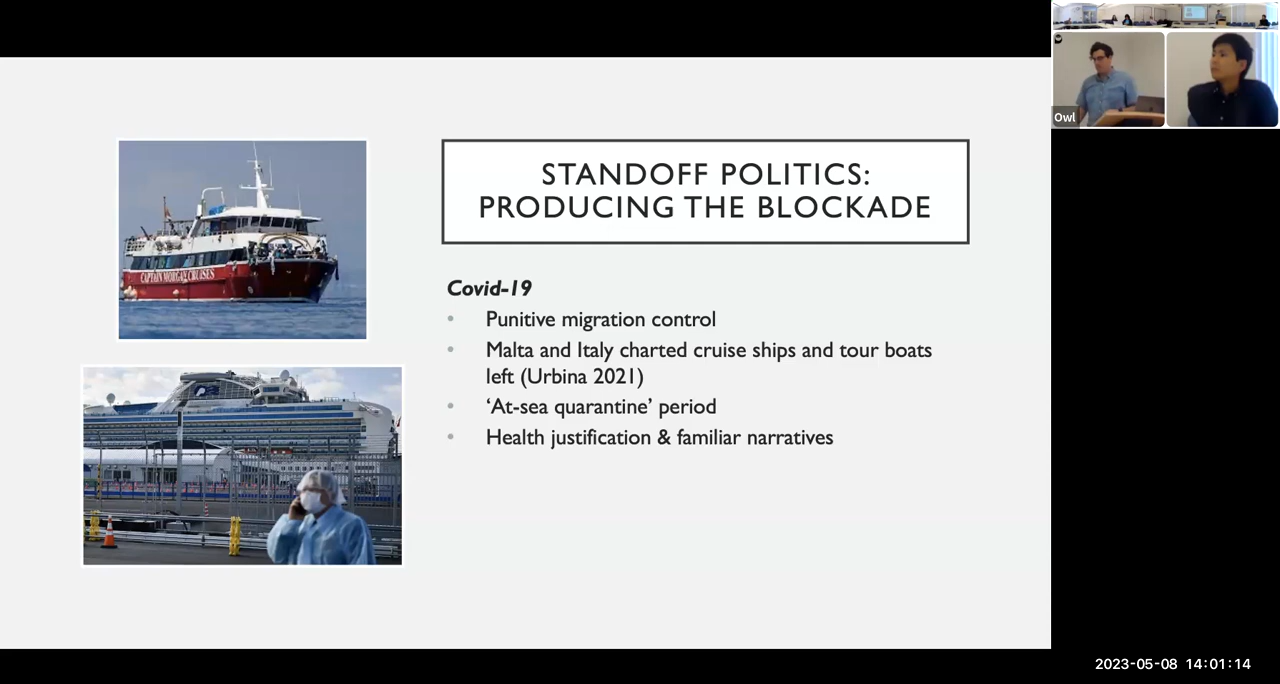 STANDOFF POLITICS:
PRODUCING THE BLOCKADE
Covid-19
• Punitive migration control
• Malta and Italy charted cruise ships and tour boats
left (Urbina 2021)
• ‘At-sea quarantine’ period
• Health justification & familiar narratives
CAPTAIN MORGAN CRUISES
Owl
2023-05-08 14:01:14